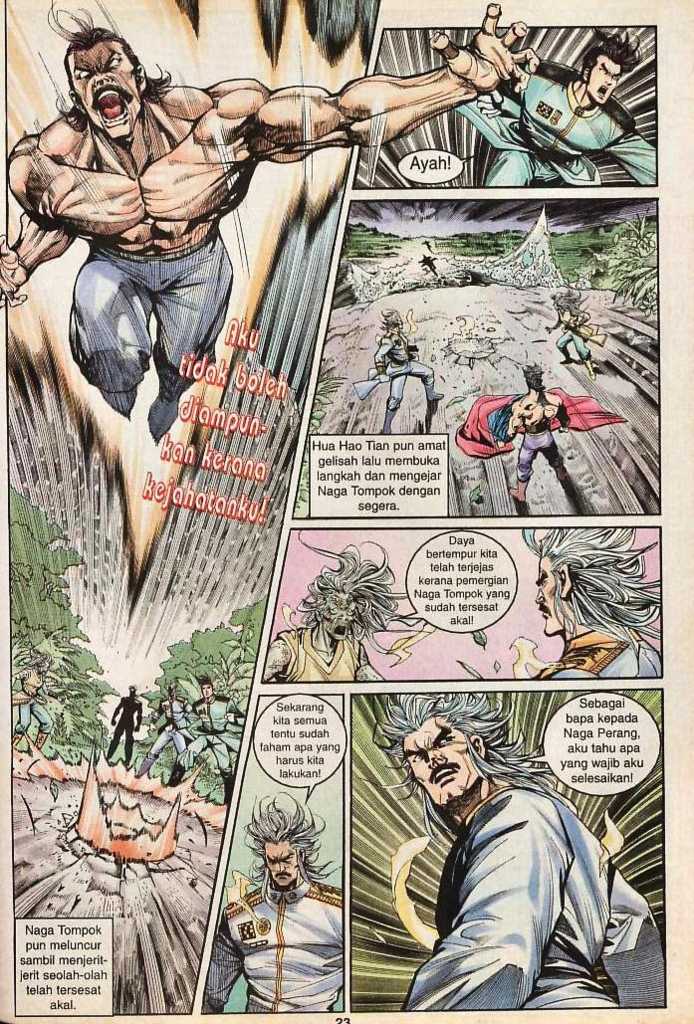 Aku
tidak boleh
diampun-
kan kerana
kejahatanku!
Naga Tompok
pun meluncur
sambil menjerit-
jerit seolah-olah
telah tersesat
akal.
Ayah!
Hua Hao Tian pun amat
gelisah lalu membuka
langkah dan mengejar
Naga Tompok dengan
segera.
Daya
bertempur kita
telah terjejas
kerana pemergian
Naga Tompok yang
sudah tersesat
akal!
Sekarang
kita semua
tentu sudah
faham apa yang
harus kita
lakukan!
Sebagai
bapa kepada
Naga Perang,
aku tahu apa
yang wajib aku
selesaikan!
23